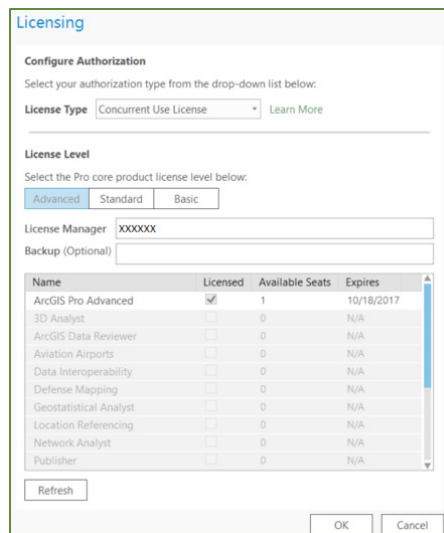 Licensing
Configure Authorization
Select your authorization type from the drop-down list below:
License Type Concurrent Use License Learn More
License Level
Select the Pro core product license level below:
Advanced Standard Basic
License Manager XXXXXX
Backup (Optional)
Name Licensed Available Seats Expires
ArcGIS Pro Advanced 1 10/18/2017
3D Analyst 0 N/A
ArcGIS Data Reviewer 0 N/A
Aviation Airports 0 N/A
Data Interoperability 0 N/A
Defense Mapping 0 N/A
Geostatistical Analyst 0 N/A
Location Referencing 0 N/A
Network Analyst 0 N/A
Publisher 0 N/A
Refresh
OK Cancel